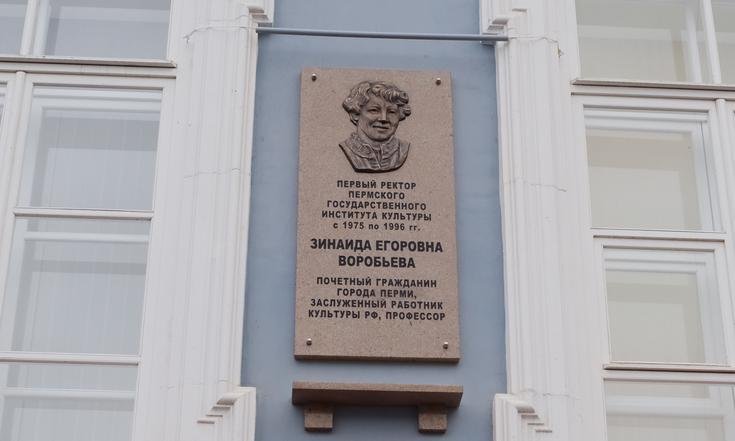 ПЕРВЫЙ РЕКТОР
ПЕРМСКОГО
ГОСУДАРСТВЕННОГО
ИНСТИТУТА КУЛЬТУРЫ
с 1975 по 1996 гг.
ЗИНАИДА ЕГОРОВНА
ВОРОБЬЕВА
ПОЧЕТНЫЙ ГРАЖДАНИН
ГОРОДА ПЕРМИ,
ЗАСЛУЖЕННЫЙ РАБОТНИК
КУЛЬТУРЫ РФ, ПРОФЕССОР